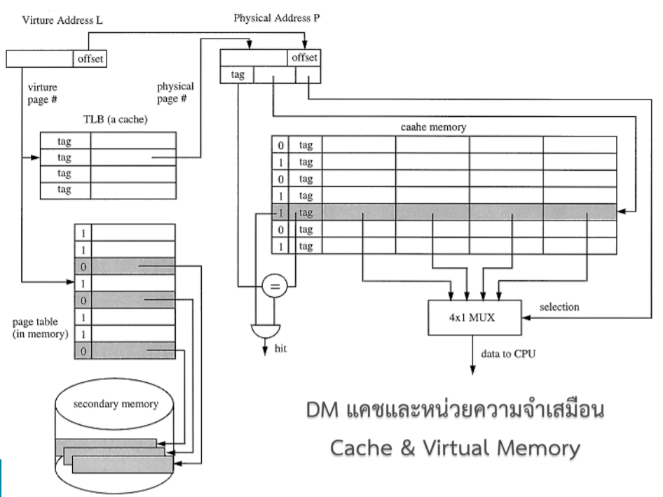 Virture Address L
Physical Address P
offset
offset
tag
virture
page #
physical
page #
TLB (a cache)
tag
tag
tag
tag
caahe memory
0 tag
1 tag
0 tag
1 tag
1 tag
0 tag
1 tag
1
1
0
1
0
1
1
0
page table
(in memory)
=
hit
4x1 MUX
selection
data to CPU
secondary memory
DM แคชและหน่วยความจำเสมือน
Cache & Virtual Memory